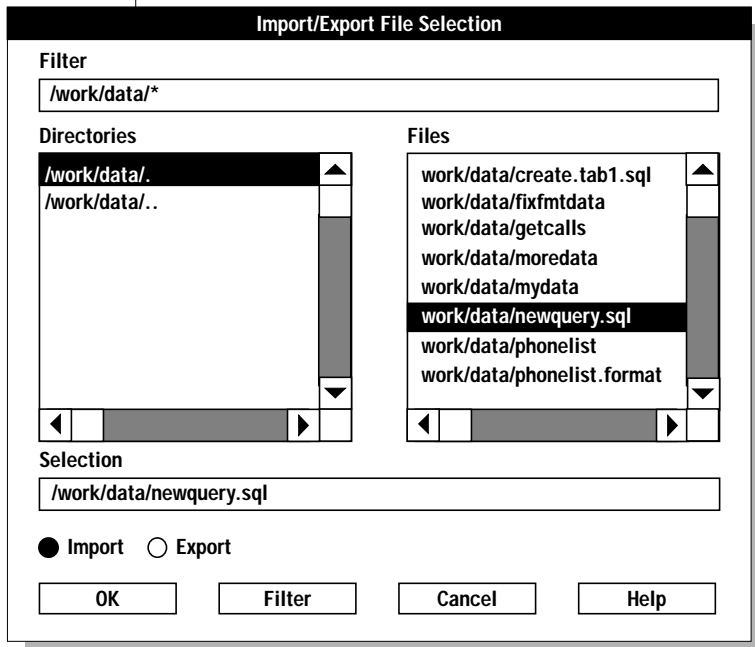 Import/Export File Selection
Filter
/work/data/*
Directories
/work/data/.
/work/data/..
Files
work/data/create.tab1.sql
work/data/fixfmtdata
work/data/getcalls
work/data/moredata
work/data/mydata
work/data/newquery.sql
work/data/phonelist
work/data/phonelist.format
Selection
/work/data/newquery.sql
Import Export
OK Filter Cancel Help